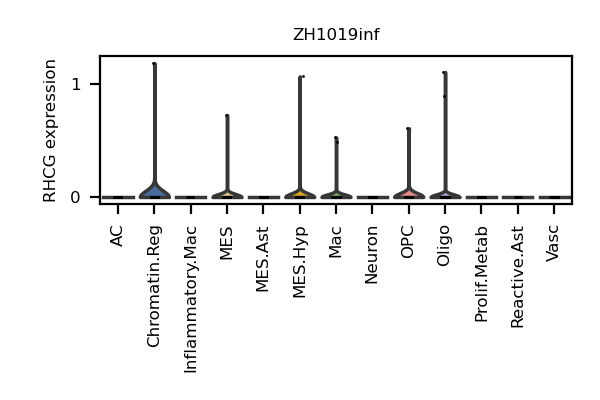 ZH1019inf
RHCG expression
1
0
AC
Chromatin.Reg
Inflammatory.Mac
MES
MES.Ast
MES.Hyp
Mac
Neuron
OPC
Oligo
Prolif.Metab
Reactive.Ast
Vasc